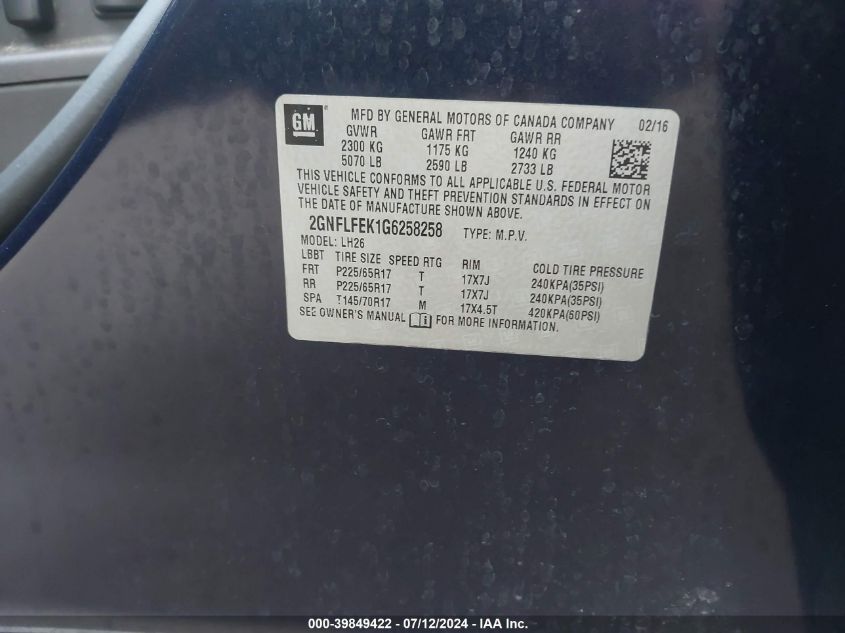 GM
MFD BY GENERAL MOTORS OF CANADA COMPANY 02/16
GVWR GAWR FRT GAWR RR
2300 KG 1175 KG 1240 KG
5070 LB 2590 LB 2733 LB
THIS VEHICLE CONFORMS TO ALL APPLICABLE U.S. FEDERAL MOTOR
VEHICLE SAFETY AND THEFT PREVENTION STANDARDS IN EFFECT ON
THE DATE OF MANUFACTURE SHOWN ABOVE.
2GNFLFEK1G6258258 TYPE: M.P.V.
MODEL: LH26
LBBT TIRE SIZE SPEED RTG RIM COLD TIRE PRESSURE
FRT P225/65R17 T 17X7J 240KPA(35PSI)
RR P225/65R17 T 17X7J 240KPA(35PSI)
SPA T145/70R17 M 17X4.5T 420KPA(60PSI)
SEE OWNER'S MANUAL FOR MORE INFORMATION.
000-39849422 - 07/12/2024 - IAA Inc.